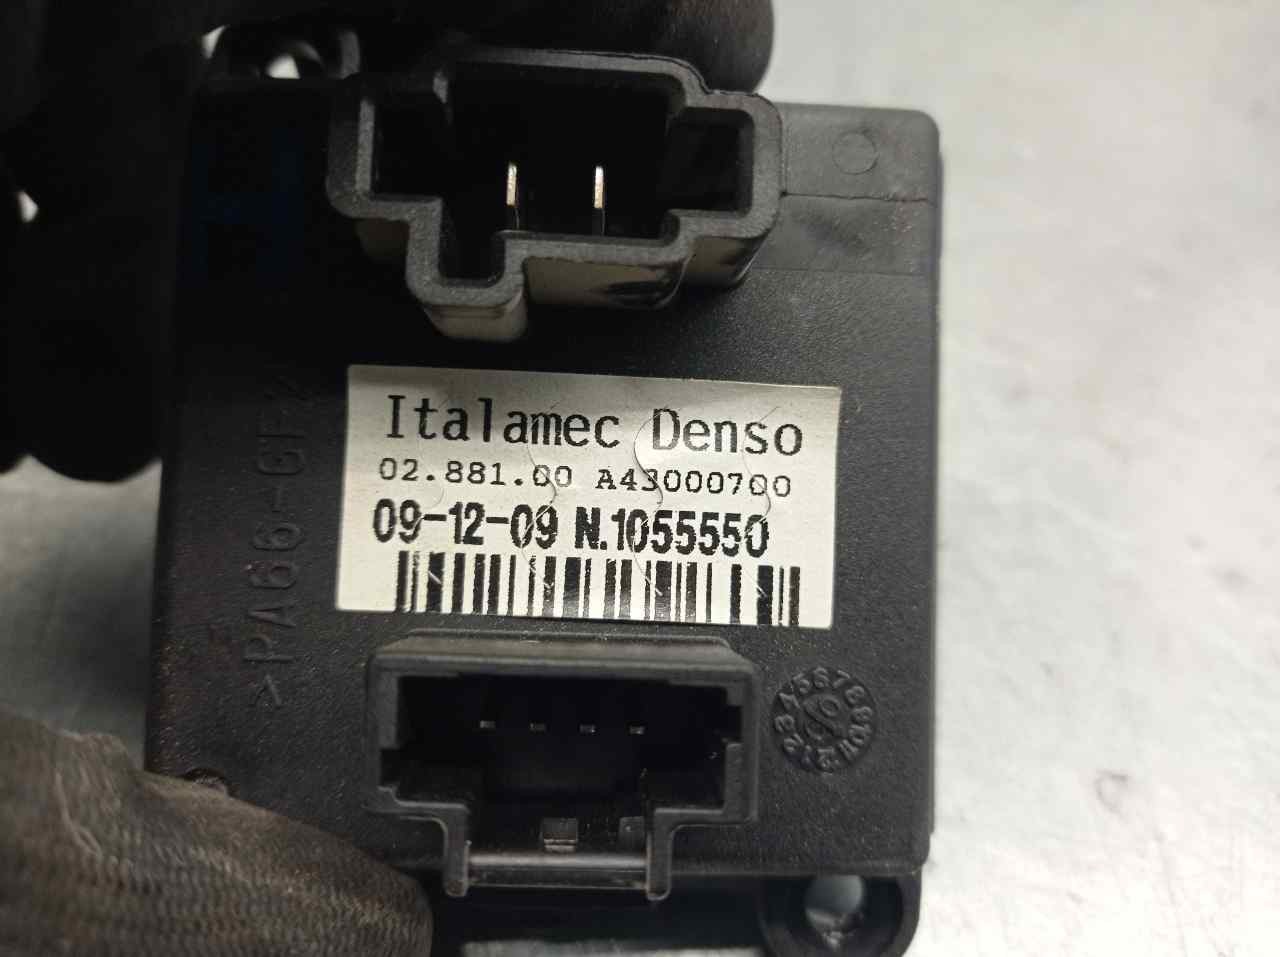 Italamec Denso
02.881.00 A43000700
09-12-09 N.1055550
>PA66-GF